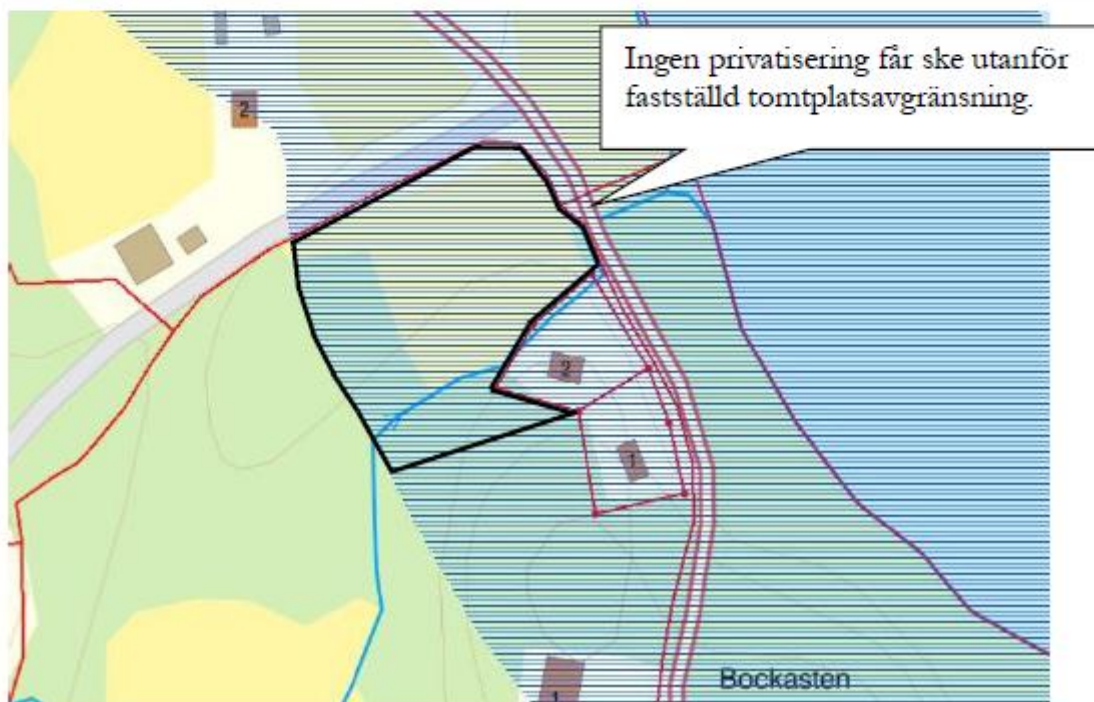 Ingen privatisering får ske utanför
fastställd tomtplatsavgränsning.
2
2
1
1
Bockasten